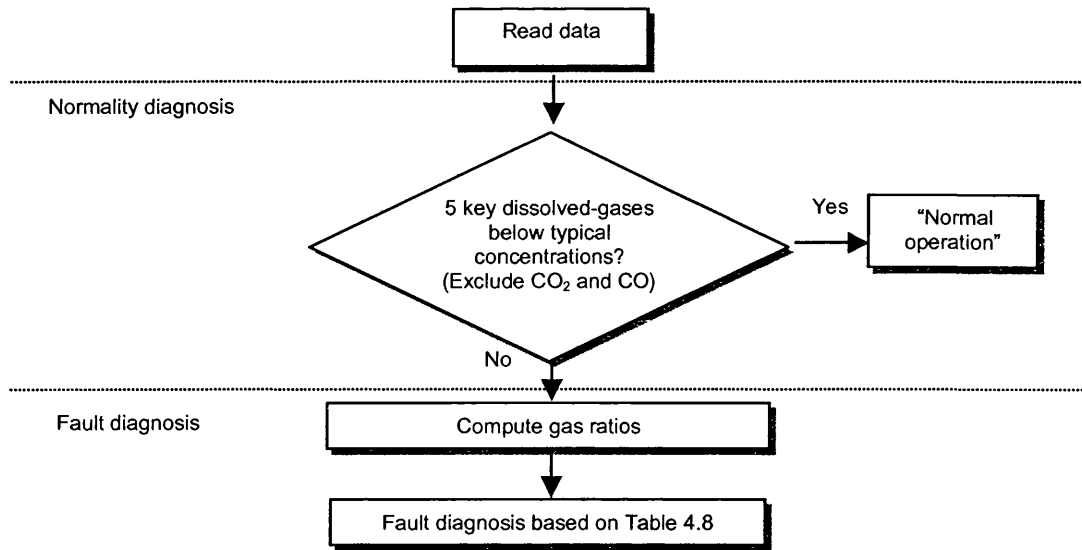 Read data
Normality diagnosis
5 key dissolved-gases
below typical
concentrations?
(Exclude CO₂ and CO)
Yes
“Normal
operation”
No
Fault diagnosis
Compute gas ratios
Fault diagnosis based on Table 4.8